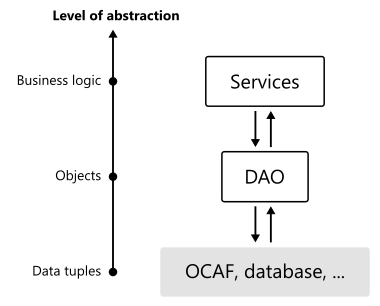 Level of abstraction
Business logic
Services
Objects
DAO
Data tuples
OCAF, database, ...